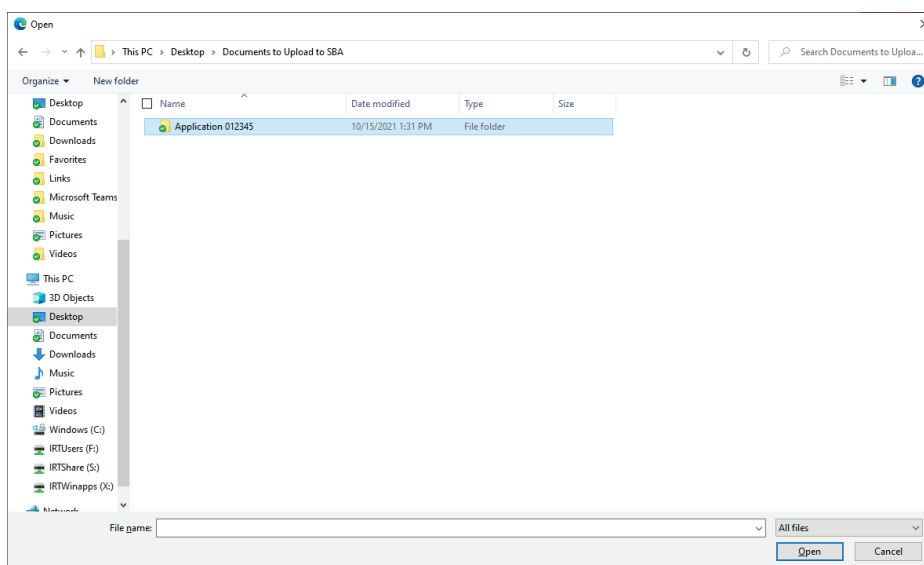 Open
This PC > Desktop > Documents to Upload to SBA
Search Documents to Uploa...
Organize
New folder
Name
Date modified
Type
Size
Application 012345
10/15/2021 1:31 PM
File folder
Desktop
Documents
Downloads
Favorites
Links
Microsoft Teams
Music
Pictures
Videos
This PC
3D Objects
Desktop
Documents
Downloads
Music
Pictures
Videos
Windows (C:)
IRTUsers (F:)
IRTShare (S:)
IRTWinapps (X:)
Network
File name:
All files
Open
Cancel